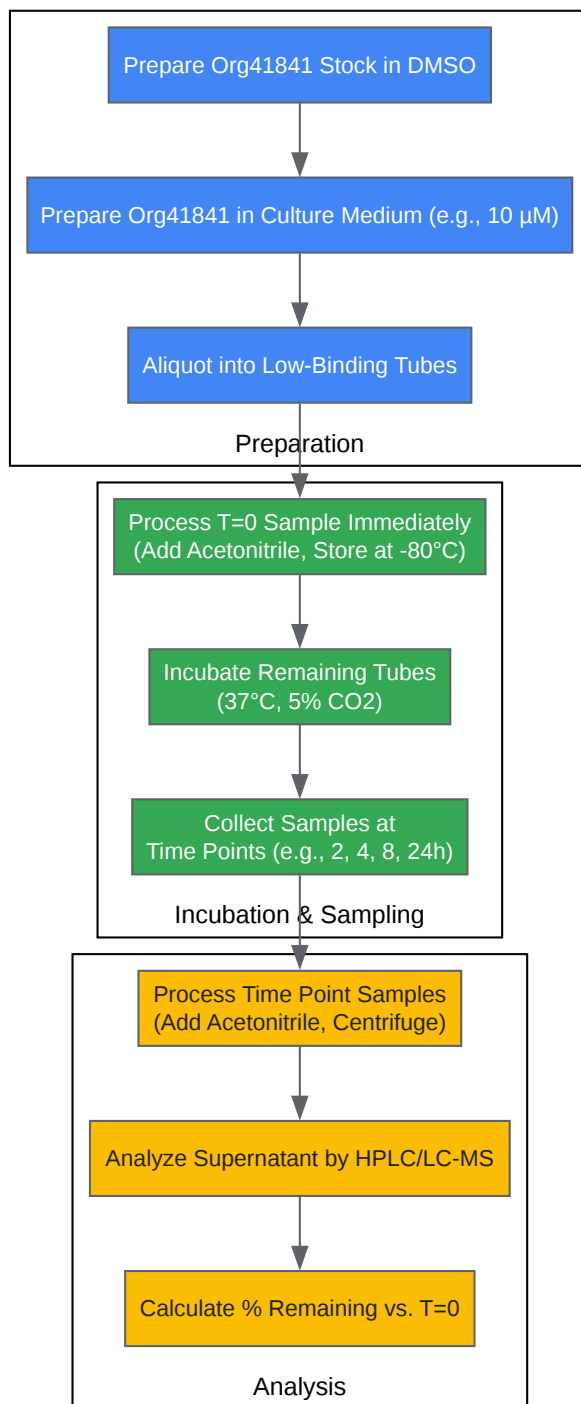 Prepare Org41841 Stock in DMSO
Prepare Org41841 in Culture Medium (e.g., 10 µM)
Aliquot into Low-Binding Tubes
Preparation
Process T=0 Sample Immediately
(Add Acetonitrile, Store at -80°C)
Incubate Remaining Tubes
(37°C, 5% CO2)
Collect Samples at
Time Points (e.g., 2, 4, 8, 24h)
Incubation & Sampling
Process Time Point Samples
(Add Acetonitrile, Centrifuge)
Analyze Supernatant by HPLC/LC-MS
Calculate % Remaining vs. T=0
Analysis